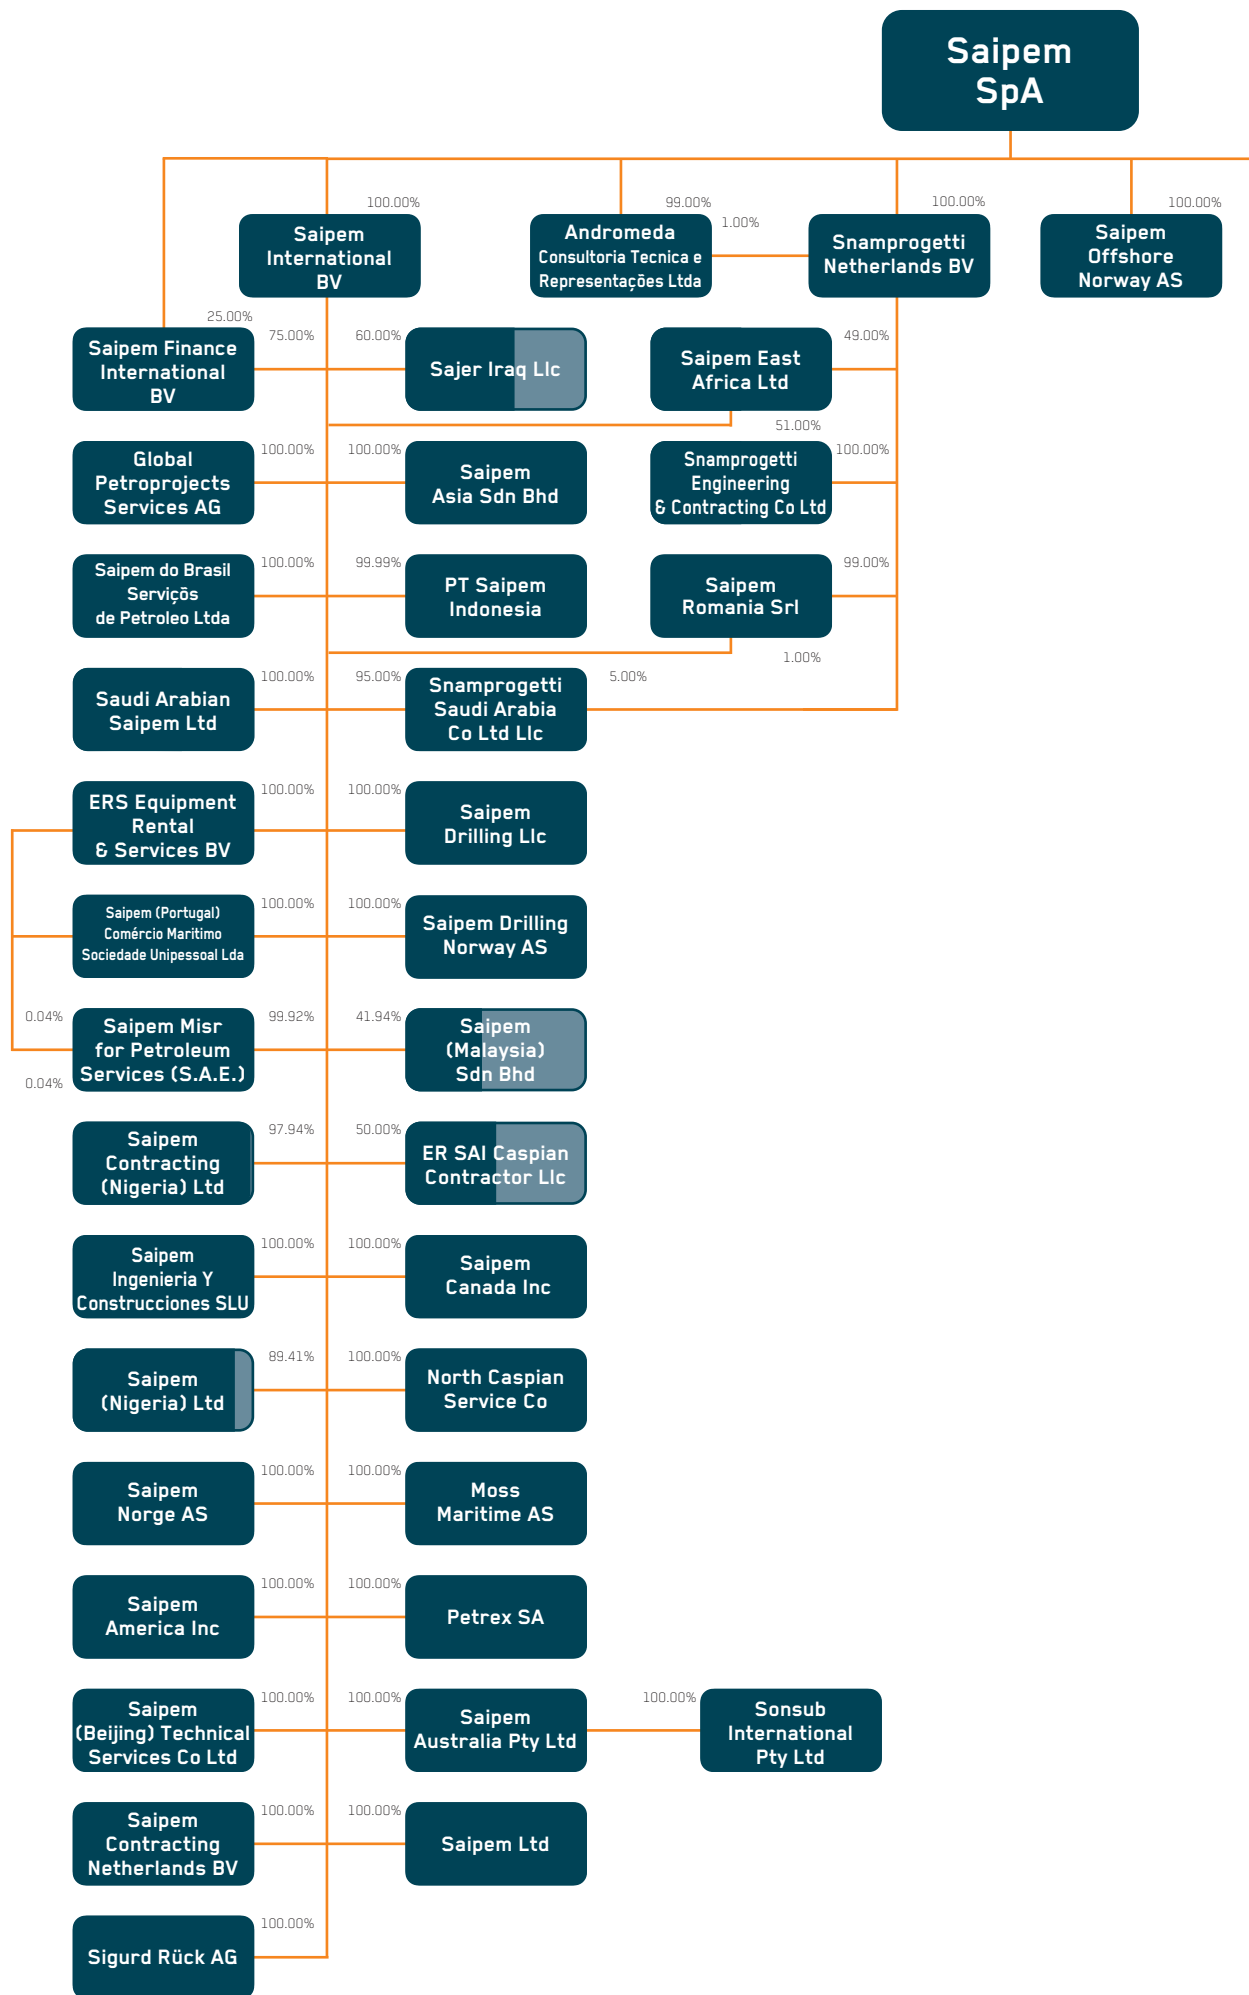 Saipem
SpA
100.00%
99.00%
1.00%
100.00%
100.00%
Saipem
International
BV
Andromeda
Consultoria Tecnica e
Representações Ltda
Snamprogetti
Netherlands BV
Saipem
Offshore
Norway AS
25.00%
75.00%
60.00%
49.00%
Saipem Finance
International
BV
Sajer Iraq Llc
Saipem East
Africa Ltd
51.00%
100.00%
100.00%
100.00%
Global
Petroprojects
Services AG
Saipem
Asia Sdn Bhd
Snamprogetti
Engineering
& Contracting Co Ltd
100.00%
99.99%
99.00%
Saipem do Brasil
Serviçõs
de Petroleo Ltda
PT Saipem
Indonesia
Saipem
Romania Srl
1.00%
100.00%
95.00%
5.00%
Saudi Arabian
Saipem Ltd
Snamprogetti
Saudi Arabia
Co Ltd Llc
100.00%
100.00%
ERS Equipment
Rental
& Services BV
Saipem
Drilling Llc
100.00%
100.00%
Saipem (Portugal)
Comércio Maritimo
Sociedade Unipessoal Lda
Saipem Drilling
Norway AS
0.04%
99.92%
41.94%
Saipem Misr
for Petroleum
Services (S.A.E.)
Saipem
(Malaysia)
Sdn Bhd
0.04%
97.94%
50.00%
Saipem
Contracting
(Nigeria) Ltd
ER SAI Caspian
Contractor Llc
100.00%
100.00%
Saipem
Ingenieria Y
Construcciones SLU
Saipem
Canada Inc
89.41%
100.00%
Saipem
(Nigeria) Ltd
North Caspian
Service Co
100.00%
100.00%
Saipem
Norge AS
Moss
Maritime AS
100.00%
100.00%
Saipem
America Inc
Petrex SA
100.00%
100.00%
100.00%
Saipem
(Beijing) Technical
Services Co Ltd
Saipem
Australia Pty Ltd
Sonsub
International
Pty Ltd
100.00%
100.00%
Saipem
Contracting
Netherlands BV
Saipem Ltd
100.00%
Sigurd Rück AG